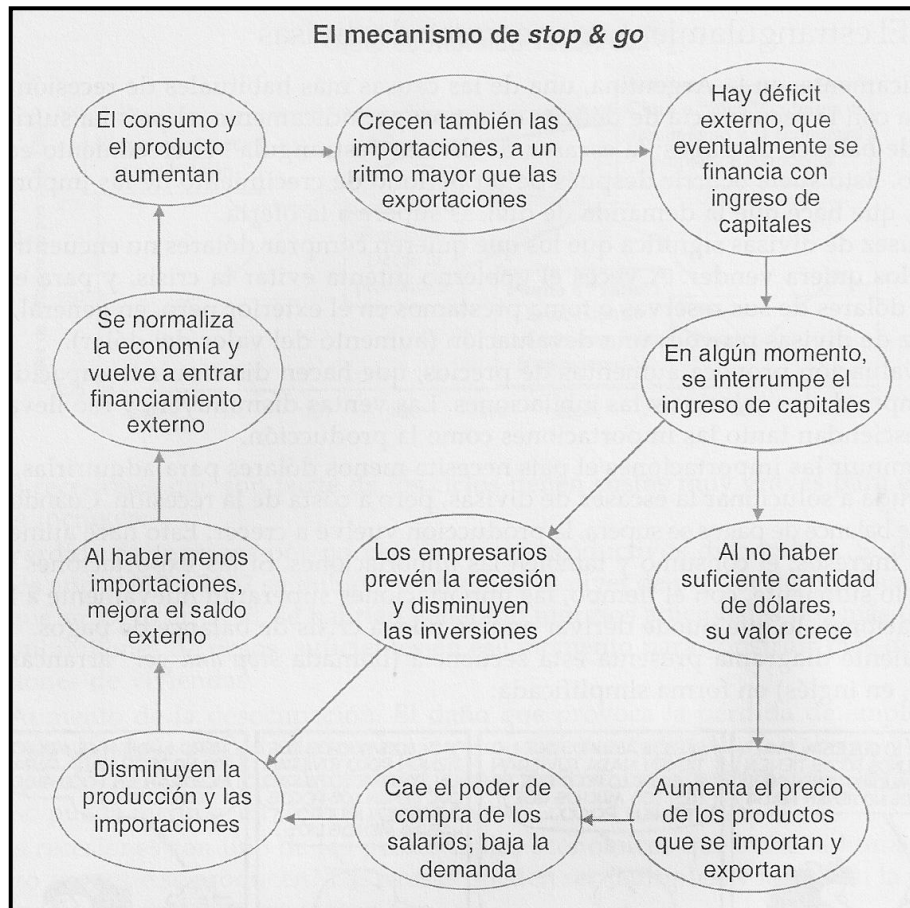 El mecanismo de stop & go
El consumo y
el producto
aumentan
Crecen también las
importaciones, a un
ritmo mayor que las
exportaciones
Hay déficit
externo, que
eventualmente se
financia con
ingreso de
capitales
En algún momento,
se interrumpe el
ingreso de capitales
Los empresarios
prevén la recesión
y disminuyen
las inversiones
Al no haber
suficiente cantidad
de dólares,
su valor crece
Aumenta el precio
de los productos
que se importan y
exportan
Cae el poder de
compra de los
salarios; baja la
demanda
Disminuyen la
producción y las
importaciones
Al haber menos
importaciones,
mejora el saldo
externo
Se normaliza
la economía y
vuelve a entrar
financiamiento
externo